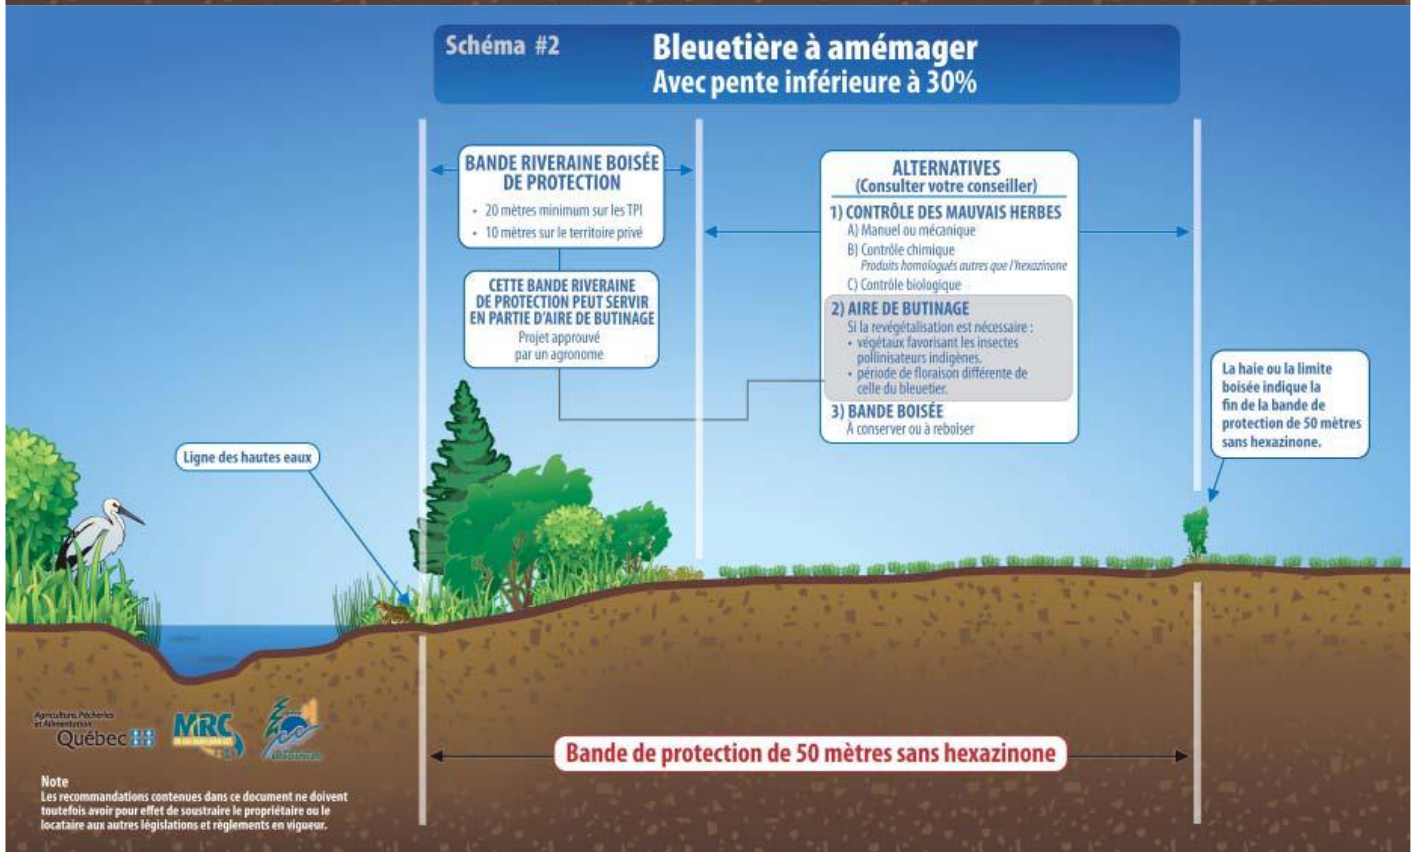 Schéma #2
Bleuetière à amémager
Avec pente inférieure à 30%
BANDE RIVERAINE BOISÉE
DE PROTECTION
• 20 mètres minimum sur les TPI
• 10 mètres sur le territoire privé
CETTE BANDE RIVERAINE
DE PROTECTION PEUT SERVIR
EN PARTIE D'AIRE DE BUTINAGE
Projet approuvé
par un agronome
ALTERNATIVES
(Consulter votre conseiller)
1) CONTRÔLE DES MAUVAIS HERBES
A) Manuel ou mécanique
B) Contrôle chimique
Produits homologués autres que l'hexazinone
C) Contrôle biologique
2) AIRE DE BUTINAGE
Si la revégétalisation est nécessaire :
• végétaux favorisant les insectes
pollinisateurs indigènes.
• période de floraison différente de
celle du bleuetier.
3) BANDE BOISÉE
À conserver ou à reboiser
La haie ou la limite
boisée indique la
fin de la bande de
protection de 50 mètres
sans hexazinone.
Ligne des hautes eaux
Agriculture, Pêcheries
et Alimentation
Québec
MRC
Bande de protection de 50 mètres sans hexazinone
Note
Les recommandations contenues dans ce document ne doivent
toutefois avoir pour effet de soustraire le propriétaire ou le
locataire aux autres législations et règlements en vigueur.